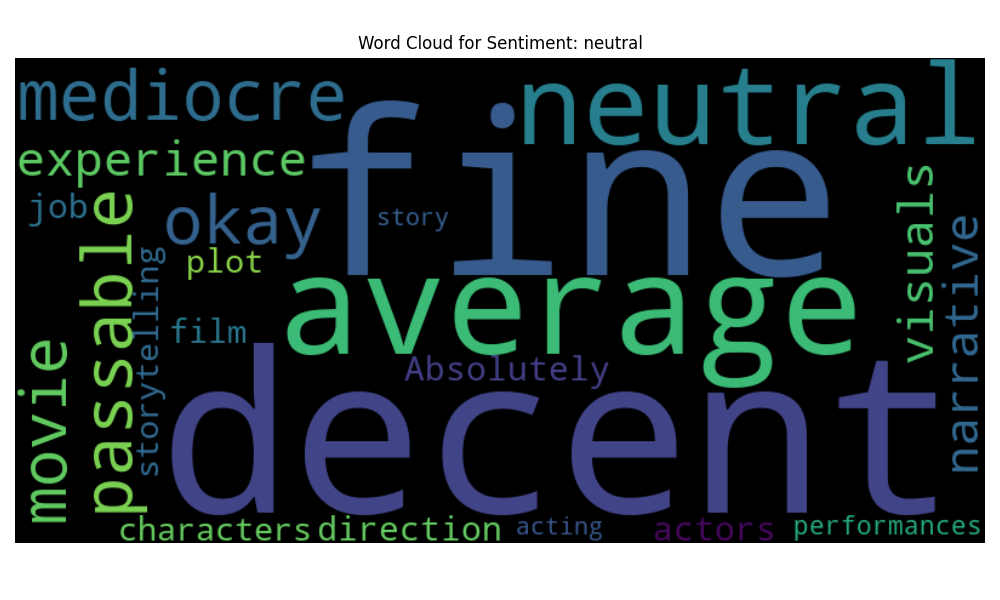 Word Cloud for Sentiment: neutral
mediocre
neutral
fine
experience
job
okay
story
visuals
passable
plot
storytelling
narrative
average
film
movie
Absolutely
decent
characters
direction
acting
actors
performances